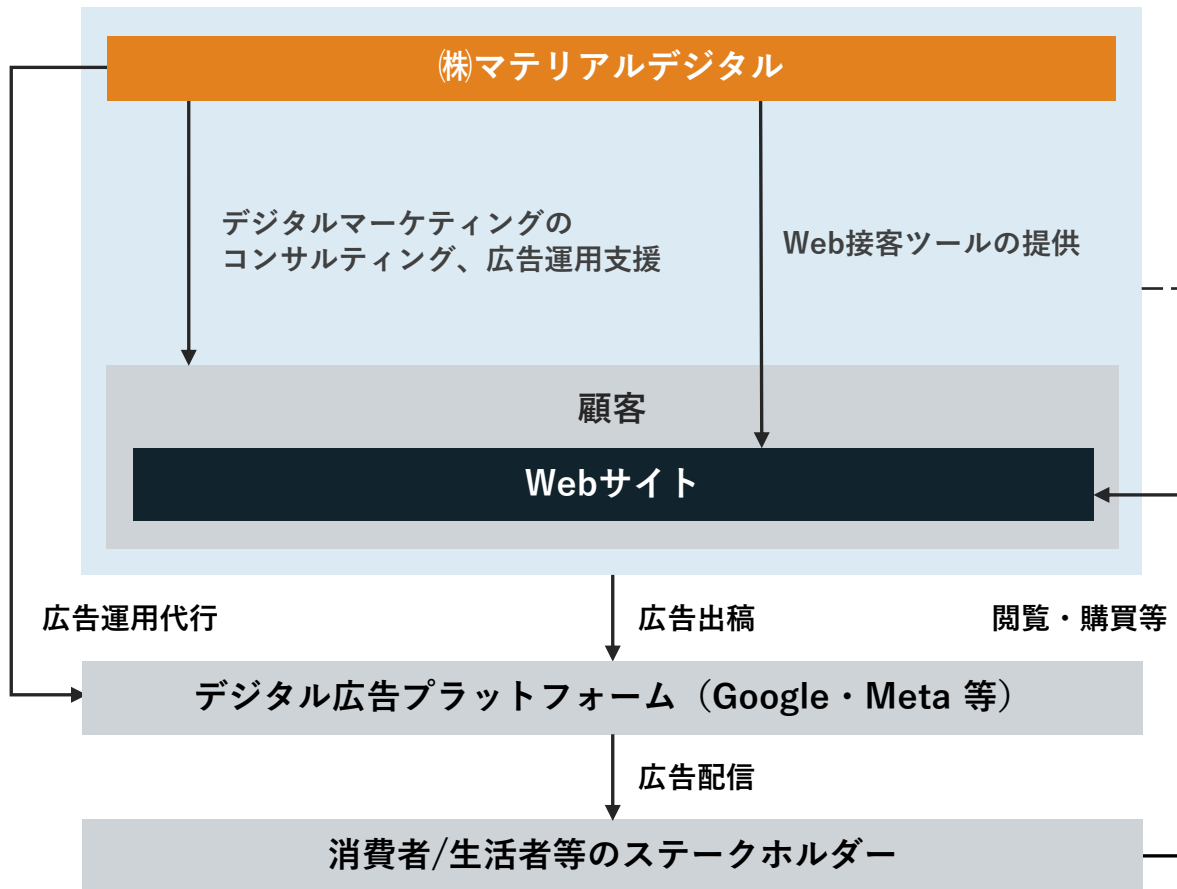 ㈱マテリアルデジタル
デジタルマーケティングの
コンサルティング、広告運用支援
Web接客ツールの提供
顧客
Webサイト
広告運用代行
広告出稿
閲覧・購買等
デジタル広告プラットフォーム（Google・Meta 等）
広告配信
消費者/生活者等のステークホルダー